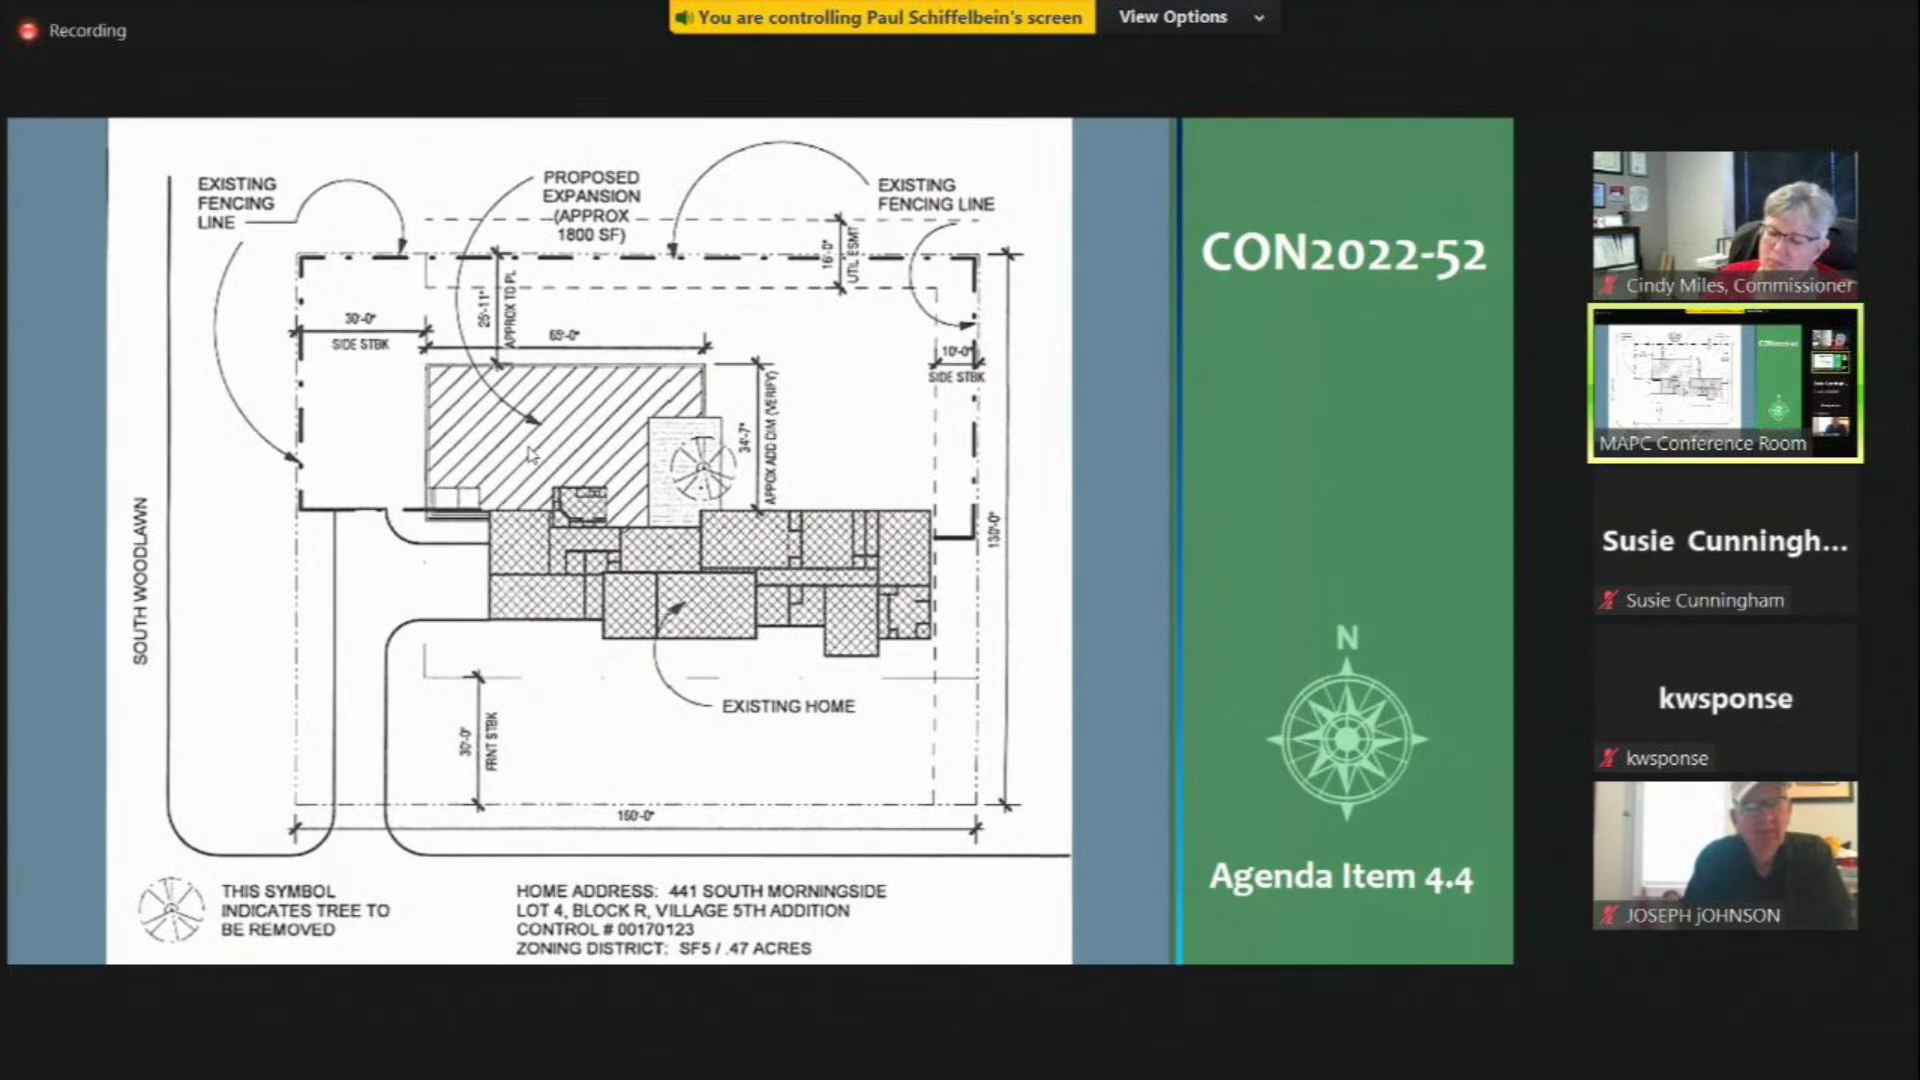 Recording
You are controlling Paul Schiffelbein's screen
View Options
EXISTING
FENCING
LINE
PROPOSED
EXPANSION
(APPROX
1800 SF)
EXISTING
FENCING LINE
16'-0"
UTIL ESMT
25'-11"
APPROX TO PL
30'-0"
SIDE STBK
65'-0"
10'-0"
SIDE STBK
34'-7"
APPOX ADD DIM (VERIFY)
130'-0"
SOUTH WOODLAWN
EXISTING HOME
30'-0"
FRNT STBK
THIS SYMBOL
INDICATES TREE TO
BE REMOVED
HOME ADDRESS: 441 SOUTH MORNINGSIDE
LOT 4, BLOCK R, VILLAGE 5TH ADDITION
CONTROL # 00170123
ZONING DISTRICT: SF5 / .47 ACRES
CON2022-52
N
Agenda Item 4.4
Cindy Miles, Commissioner
MAPC Conference Room
Susie Cunningh...
Susie Cunningham
kwsponse
kwsponse
JOSEPH jOHNSON